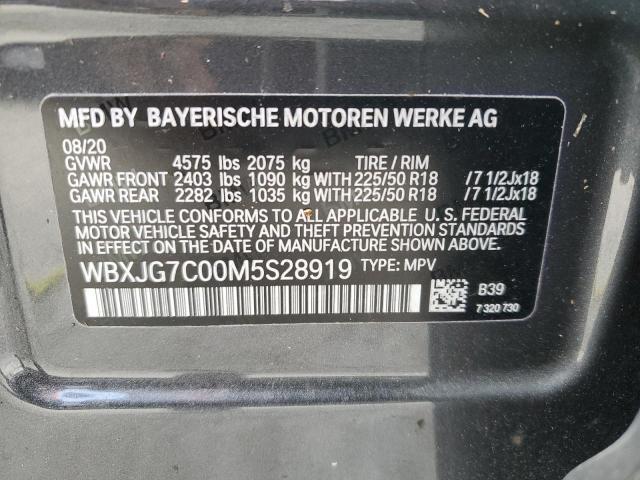 MFD BY BAYERISCHE MOTOREN WERKE AG
08/20
GVWR 4575 lbs 2075 kg TIRE / RIM
GAWR FRONT 2403 lbs 1090 kg WITH 225/50 R18 /7 1/2Jx18
GAWR REAR 2282 lbs 1035 kg WITH 225/50 R18 /7 1/2Jx18
THIS VEHICLE CONFORMS TO ALL APPLICABLE U. S. FEDERAL
MOTOR VEHICLE SAFETY AND THEFT PREVENTION STANDARDS
IN EFFECT ON THE DATE OF MANUFACTURE SHOWN ABOVE.
WBXJG7C00M5S28919 TYPE: MPV
B39
7 320 730